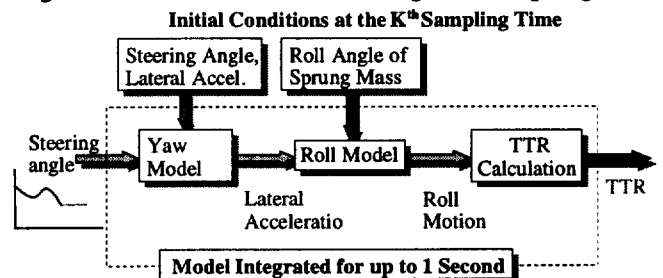 Initial Conditions at the Kth Sampling Time
Steering Angle,
Lateral Accel.
Roll Angle of
Sprung Mass
Steering
angle
Yaw
Model
Roll Model
TTR
Calculation
TTR
Lateral
Acceleratio
Roll
Motion
Model Integrated for up to 1 Second